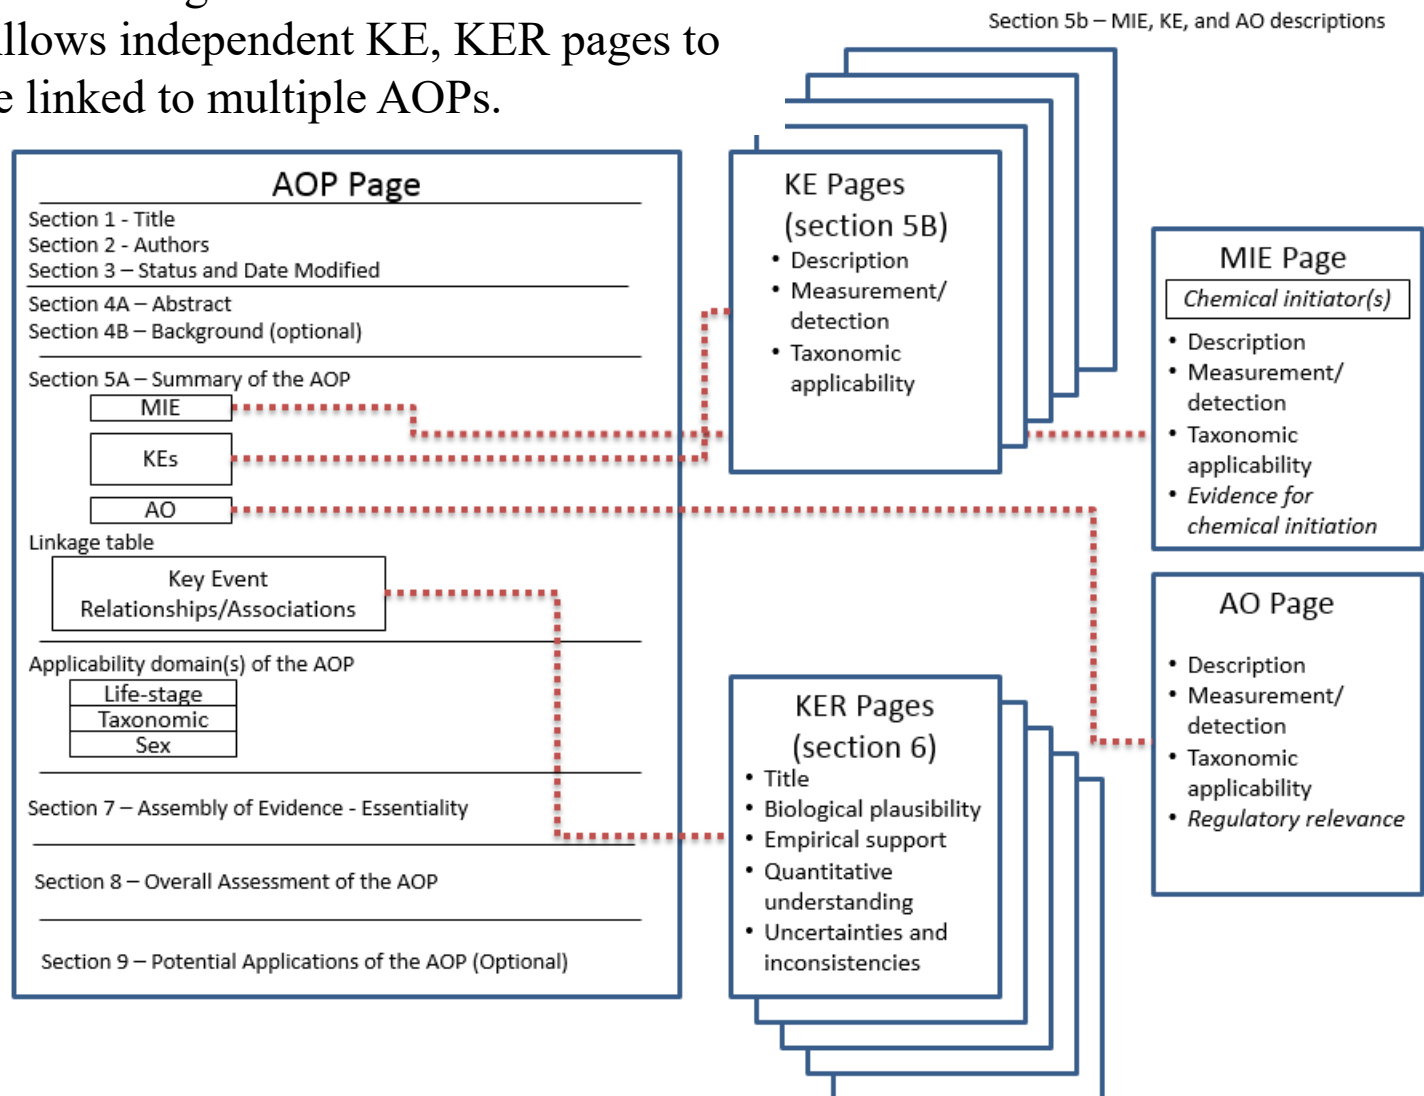 Section 5b – MIE, KE, and AO descriptions
llows independent KE, KER pages to
e linked to multiple AOPs.
AOP Page
Section 1 - Title
Section 2 - Authors
Section 3 – Status and Date Modified
Section 4A – Abstract
Section 4B – Background (optional)
Section 5A – Summary of the AOP
MIE
KEs
AO
Linkage table
Key Event
Relationships/Associations
Applicability domain(s) of the AOP
Life-stage
Taxonomic
Sex
Section 7 – Assembly of Evidence - Essentiality
Section 8 – Overall Assessment of the AOP
Section 9 – Potential Applications of the AOP (Optional)
KE Pages
(section 5B)
• Description
• Measurement/
detection
• Taxonomic
applicability
KER Pages
(section 6)
• Title
• Biological plausibility
• Empirical support
• Quantitative
understanding
• Uncertainties and
inconsistencies
MIE Page
Chemical initiator(s)
• Description
• Measurement/
detection
• Taxonomic
applicability
• Evidence for
chemical initiation
AO Page
• Description
• Measurement/
detection
• Taxonomic
applicability
• Regulatory relevance